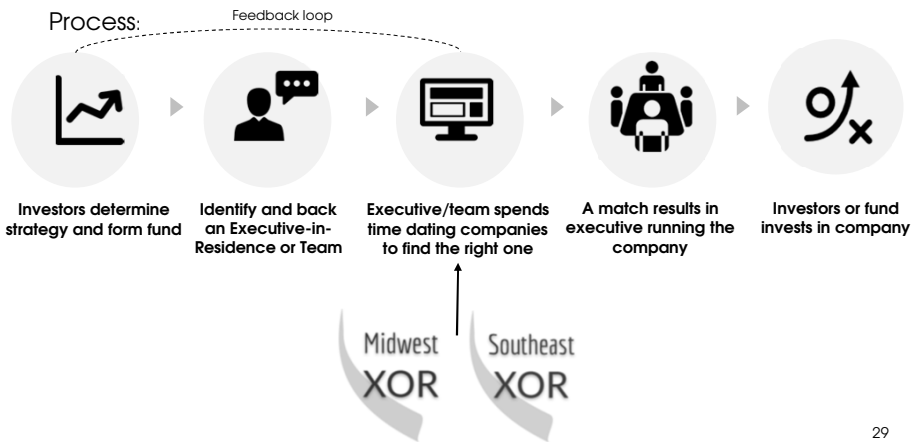 Process:
Feedback loop
Investors determine
strategy and form fund
Identify and back
an Executive-in-
Residence or Team
Executive/team spends
time dating companies
to find the right one
A match results in
executive running the
company
Investors or fund
invests in company
Midwest
XOR
Southeast
XOR
29